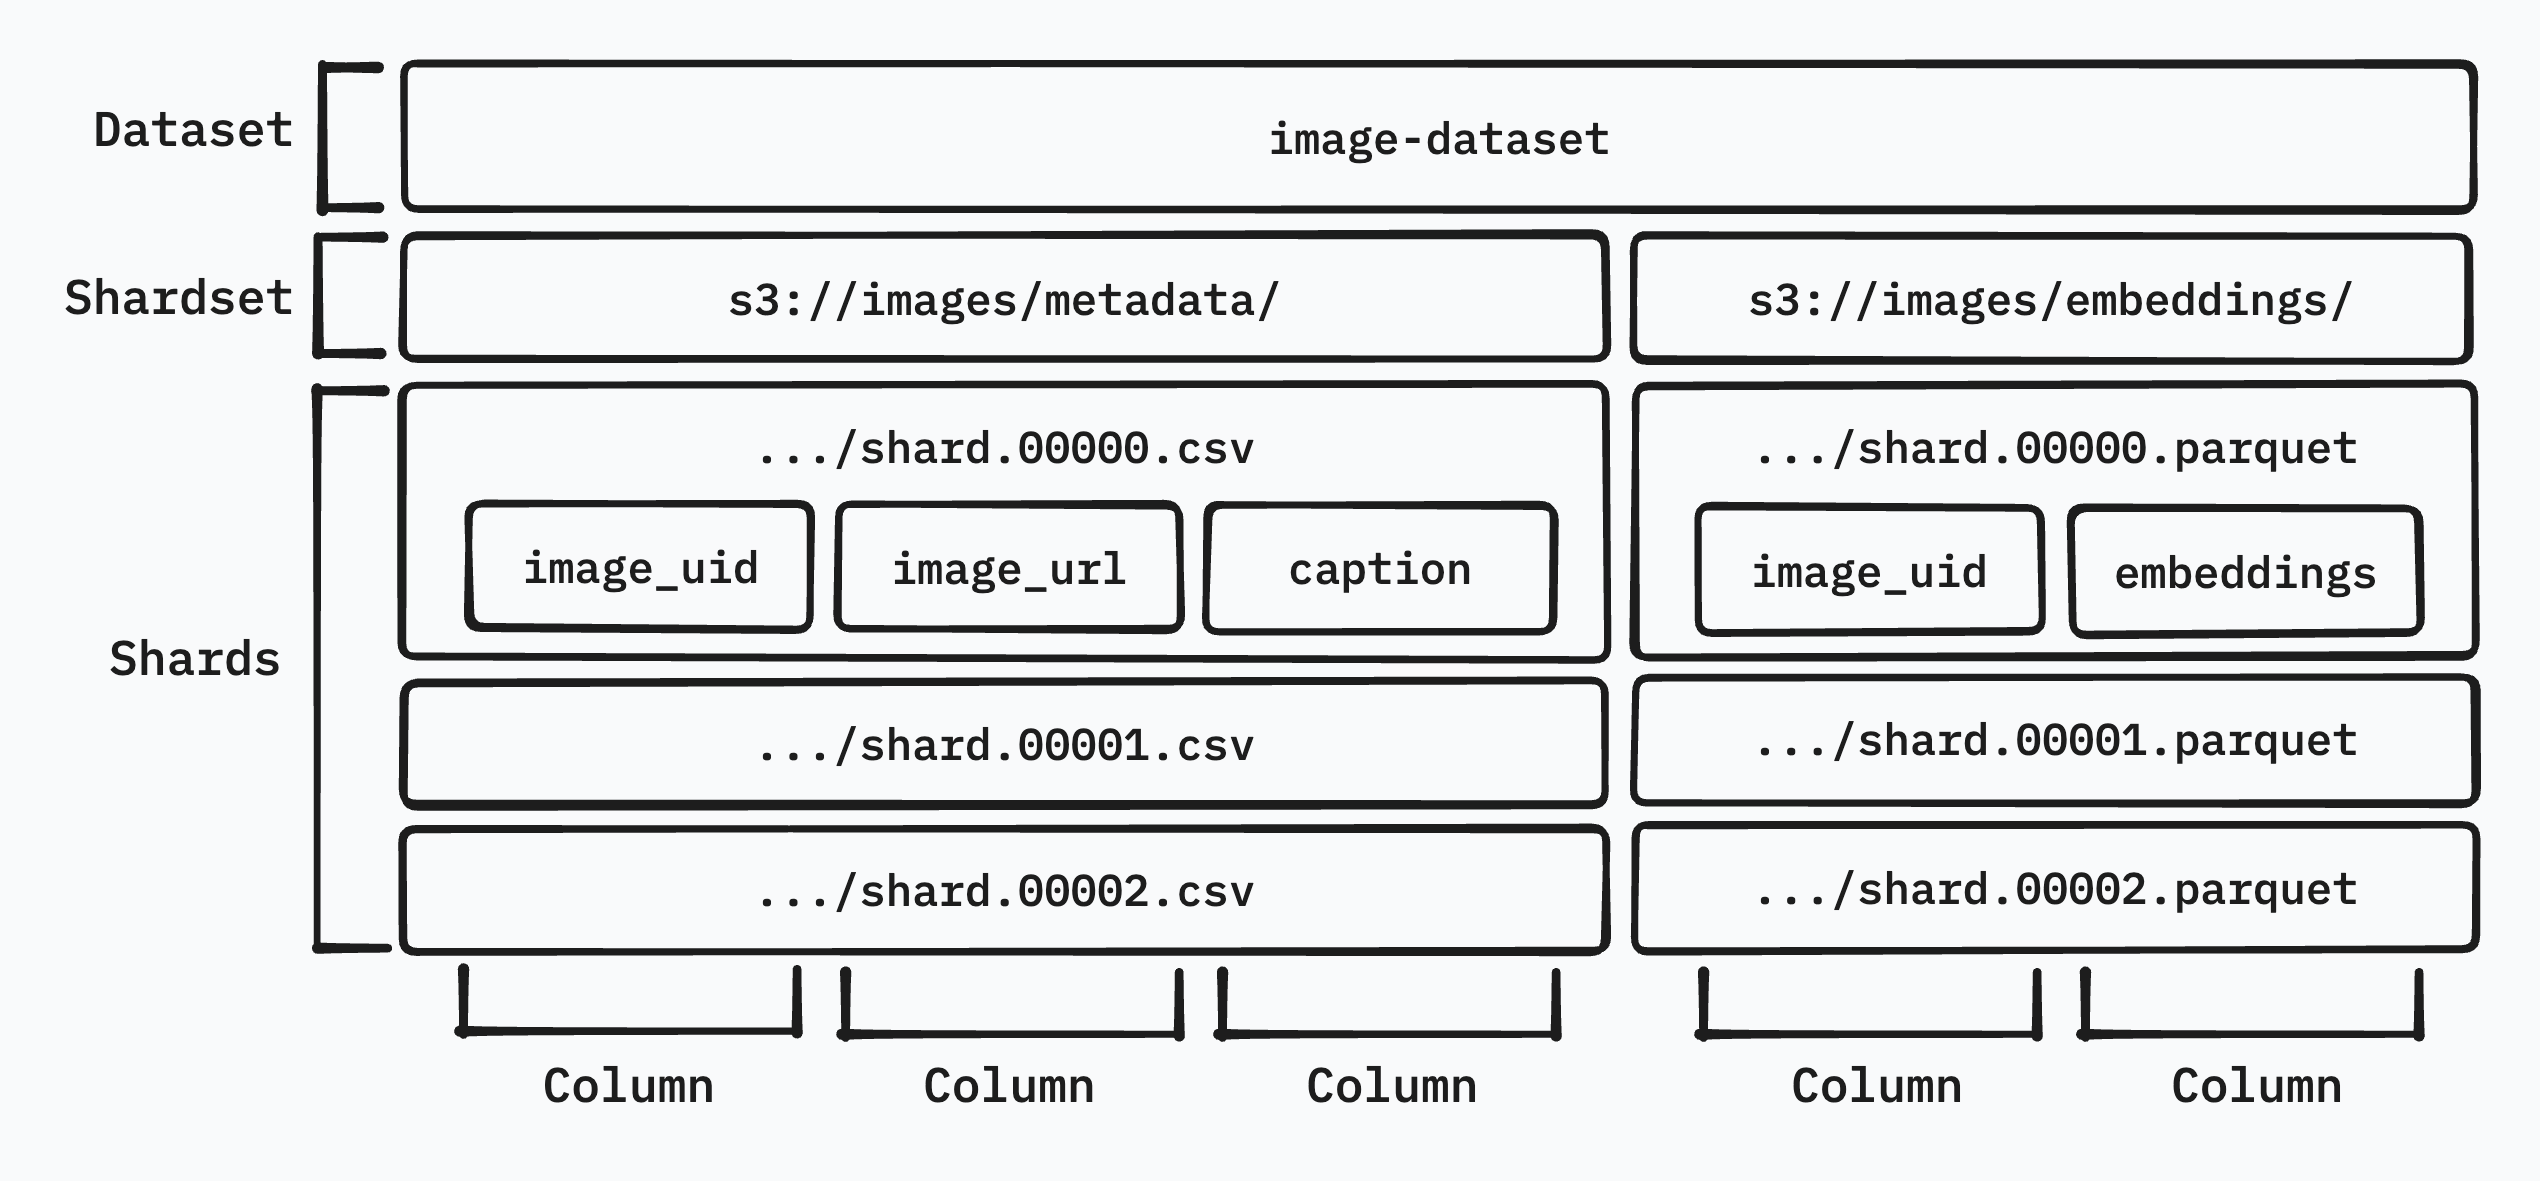 Dataset
image-dataset
Shardset
s3://images/metadata/
s3://images/embeddings/
Shards
.../shard.00000.csv
image_uid
image_url
caption
.../shard.00000.parquet
image_uid
embeddings
.../shard.00001.csv
.../shard.00001.parquet
.../shard.00002.csv
.../shard.00002.parquet
Column
Column
Column
Column
Column